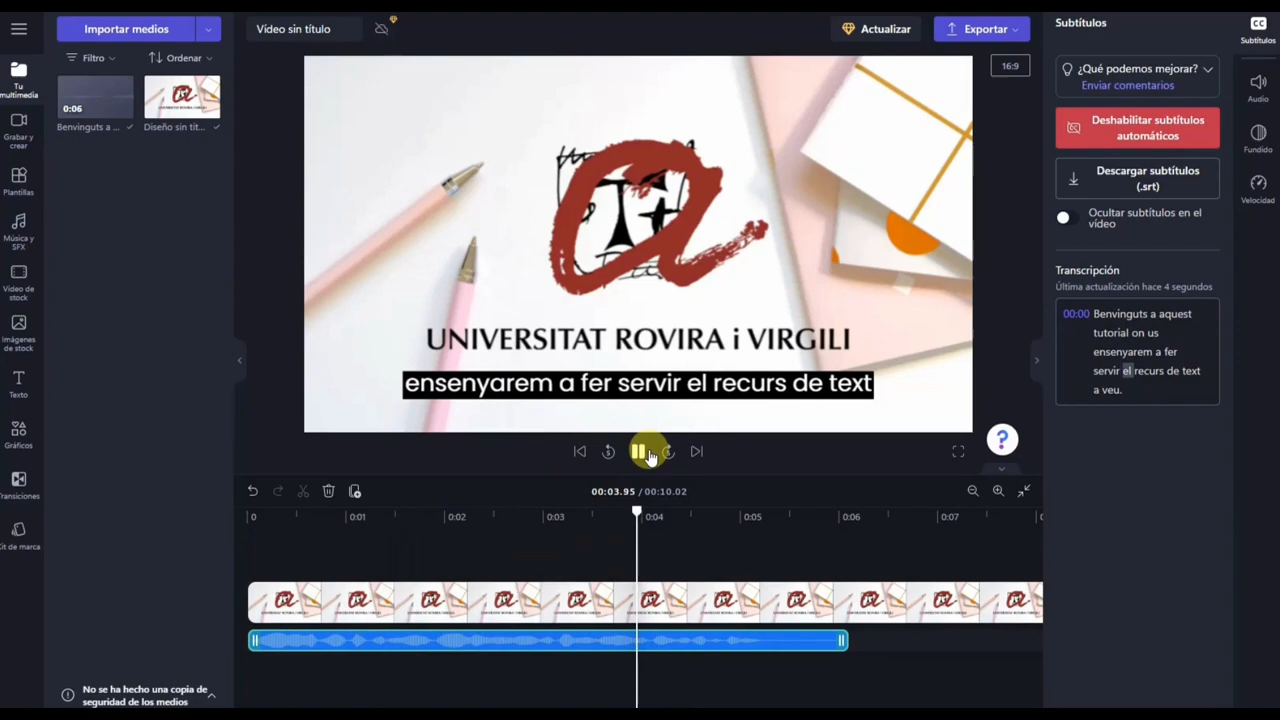 Importar medios
Filtro
Ordenar
0:06
Benvinguts a ...
Diseño sin tít...
Tu
multimedia
Grabar y
crear
Plantillas
Música y
SFX
Vídeo de
stock
Imágenes
de stock
Texto
Gráficos
Transiciones
Kit de marca
No se ha hecho una copia de
seguridad de los medios
Vídeo sin título
Actualizar
Exportar
16:9
UNIVERSITAT ROVIRA i VIRGILI
ensenyarem a fer servir el recurs de text
5
5
?
00:03.95 / 00:10.02
0
0:01
0:02
0:03
0:04
0:05
0:06
0:07
Subtítulos
¿Qué podemos mejorar?
Enviar comentarios
Deshabilitar subtítulos
automáticos
Descargar subtítulos
(.srt)
Ocultar subtítulos en el
vídeo
Transcripción
Última actualización hace 4 segundos
00:00 Benvinguts a aquest
tutorial on us
ensenyarem a fer
servir el recurs de text
a veu.
CC
Subtítulos
Audio
Fundido
Velocidad